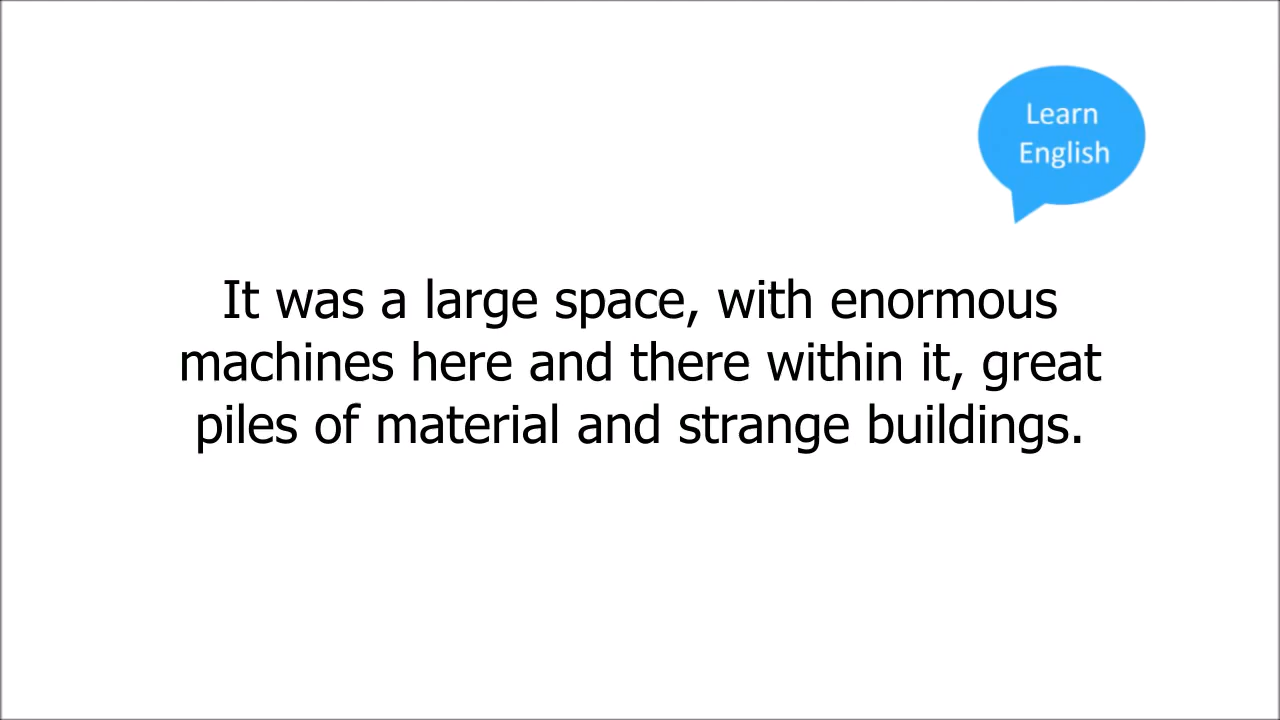 Learn
English
It was a large space, with enormous
machines here and there within it, great
piles of material and strange buildings.